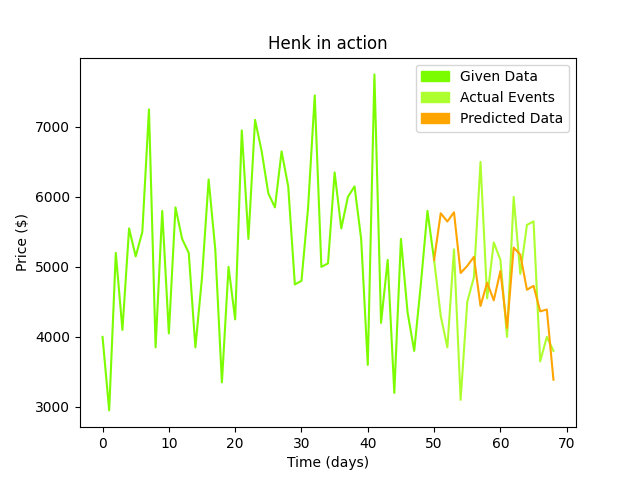 Henk in action
Given Data
Actual Events
Predicted Data
Price ($)
7000
6000
5000
4000
3000
0 10 20 30 40 50 60 70
Time (days)